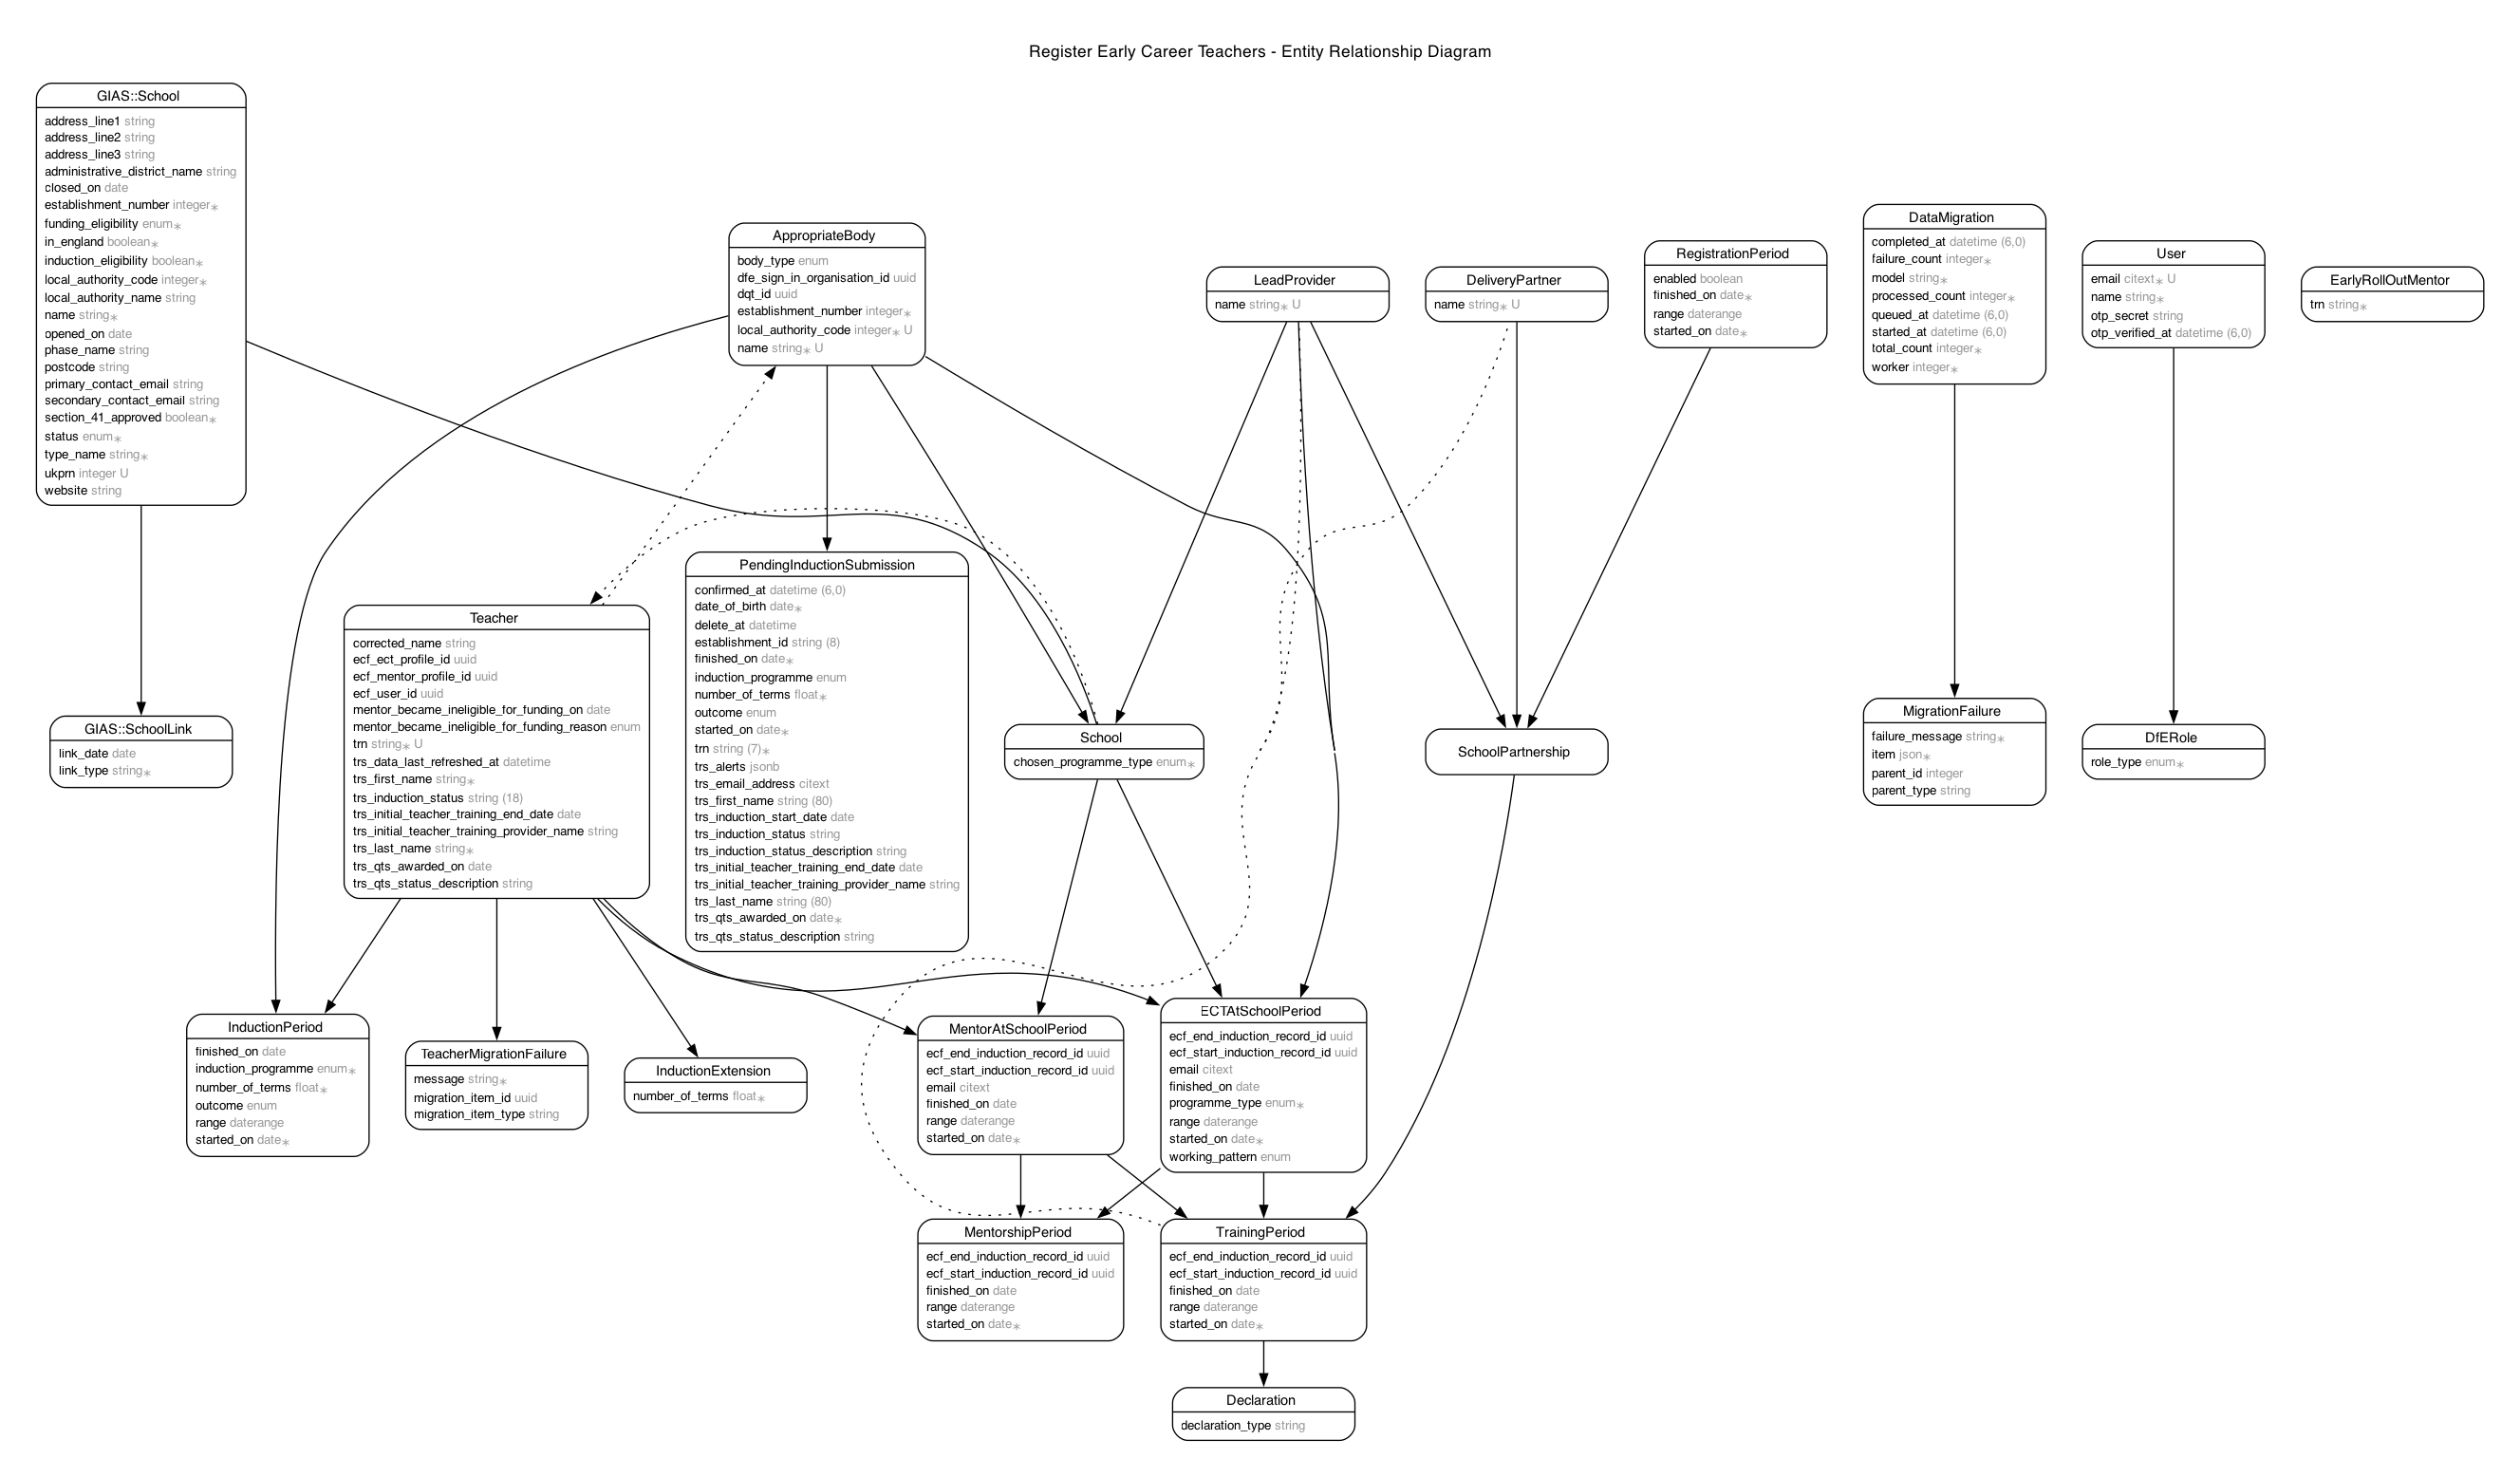 Register Early Career Teachers - Entity Relationship Diagram
GIAS::School
address_line1 string
address_line2 string
address_line3 string
administrative_district_name string
closed_on date
establishment_number integer*
funding_eligibility enum*
in_england boolean*
induction_eligibility boolean*
local_authority_code integer*
local_authority_name string
name string*
opened_on date
phase_name string
postcode string
primary_contact_email string
secondary_contact_email string
section_41_approved boolean*
status enum*
type_name string*
ukprn integer U
website string
AppropriateBody
body_type enum
dfe_sign_in_organisation_id uuid
dqt_id uuid
establishment_number integer*
local_authority_code integer* U
name string* U
LeadProvider
name string* U
DeliveryPartner
name string* U
RegistrationPeriod
enabled boolean
finished_on date*
range daterange
started_on date*
DataMigration
completed_at datetime (6,0)
failure_count integer*
model string*
processed_count integer*
queued_at datetime (6,0)
started_at datetime (6,0)
total_count integer*
worker integer*
User
email citext* U
name string*
otp_secret string
otp_verified_at datetime (6,0)
EarlyRollOutMentor
trn string*
GIAS::SchoolLink
link_date date
link_type string*
Teacher
corrected_name string
ecf_ect_profile_id uuid
ecf_mentor_profile_id uuid
ecf_user_id uuid
mentor_became_ineligible_for_funding_on date
mentor_became_ineligible_for_funding_reason enum
trn string* U
trs_data_last_refreshed_at datetime
trs_first_name string*
trs_induction_status string (18)
trs_initial_teacher_training_end_date date
trs_initial_teacher_training_provider_name string
trs_last_name string*
trs_qts_awarded_on date
trs_qts_status_description string
PendingInductionSubmission
confirmed_at datetime (6,0)
date_of_birth date*
delete_at datetime
establishment_id string (8)
finished_on date*
induction_programme enum
number_of_terms float*
outcome enum
started_on date*
trn string (7)*
trs_alerts jsonb
trs_email_address citext
trs_first_name string (80)
trs_induction_start_date date
trs_induction_status string
trs_induction_status_description string
trs_initial_teacher_training_end_date date
trs_initial_teacher_training_provider_name string
trs_last_name string (80)
trs_qts_awarded_on date*
trs_qts_status_description string
School
chosen_programme_type enum*
SchoolPartnership
MigrationFailure
failure_message string*
item json*
parent_id integer
parent_type string
DfERole
role_type enum*
InductionPeriod
finished_on date
induction_programme enum*
number_of_terms float*
outcome enum
range daterange
started_on date*
TeacherMigrationFailure
message string*
migration_item_id uuid
migration_item_type string
InductionExtension
number_of_terms float*
MentorAtSchoolPeriod
ecf_end_induction_record_id uuid
ecf_start_induction_record_id uuid
email citext
finished_on date
range daterange
started_on date*
ECTAtSchoolPeriod
ecf_end_induction_record_id uuid
ecf_start_induction_record_id uuid
email citext
finished_on date
programme_type enum*
range daterange
started_on date*
working_pattern enum
MentorshipPeriod
ecf_end_induction_record_id uuid
ecf_start_induction_record_id uuid
finished_on date
range daterange
started_on date*
TrainingPeriod
ecf_end_induction_record_id uuid
ecf_start_induction_record_id uuid
finished_on date
range daterange
started_on date*
Declaration
declaration_type string